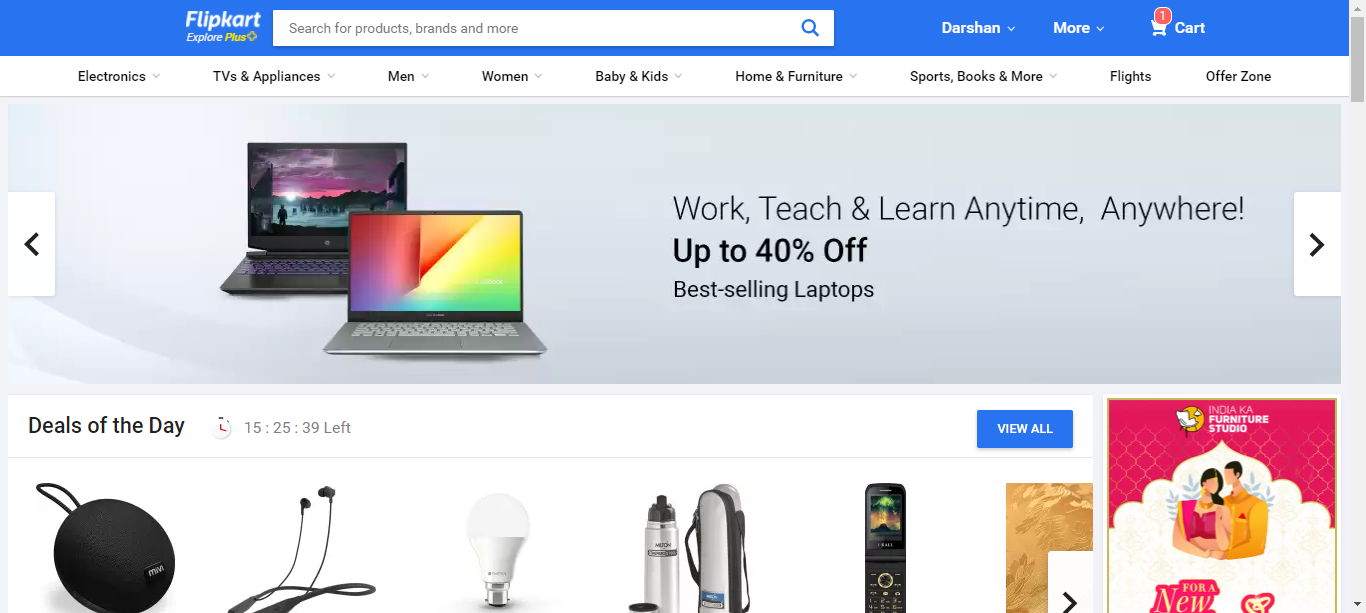 Flipkart
Explore Plus
Search for products, brands and more
Darshan
More
1
Cart
Electronics
TVs & Appliances
Men
Women
Baby & Kids
Home & Furniture
Sports, Books & More
Flights
Offer Zone
Work, Teach & Learn Anytime, Anywhere!
Up to 40% Off
Best-selling Laptops
Deals of the Day
15 : 25 : 39 Left
VIEW ALL
INDIA KA
FURNITURE
STUDIO
mivi
MILTON
FOR A
New